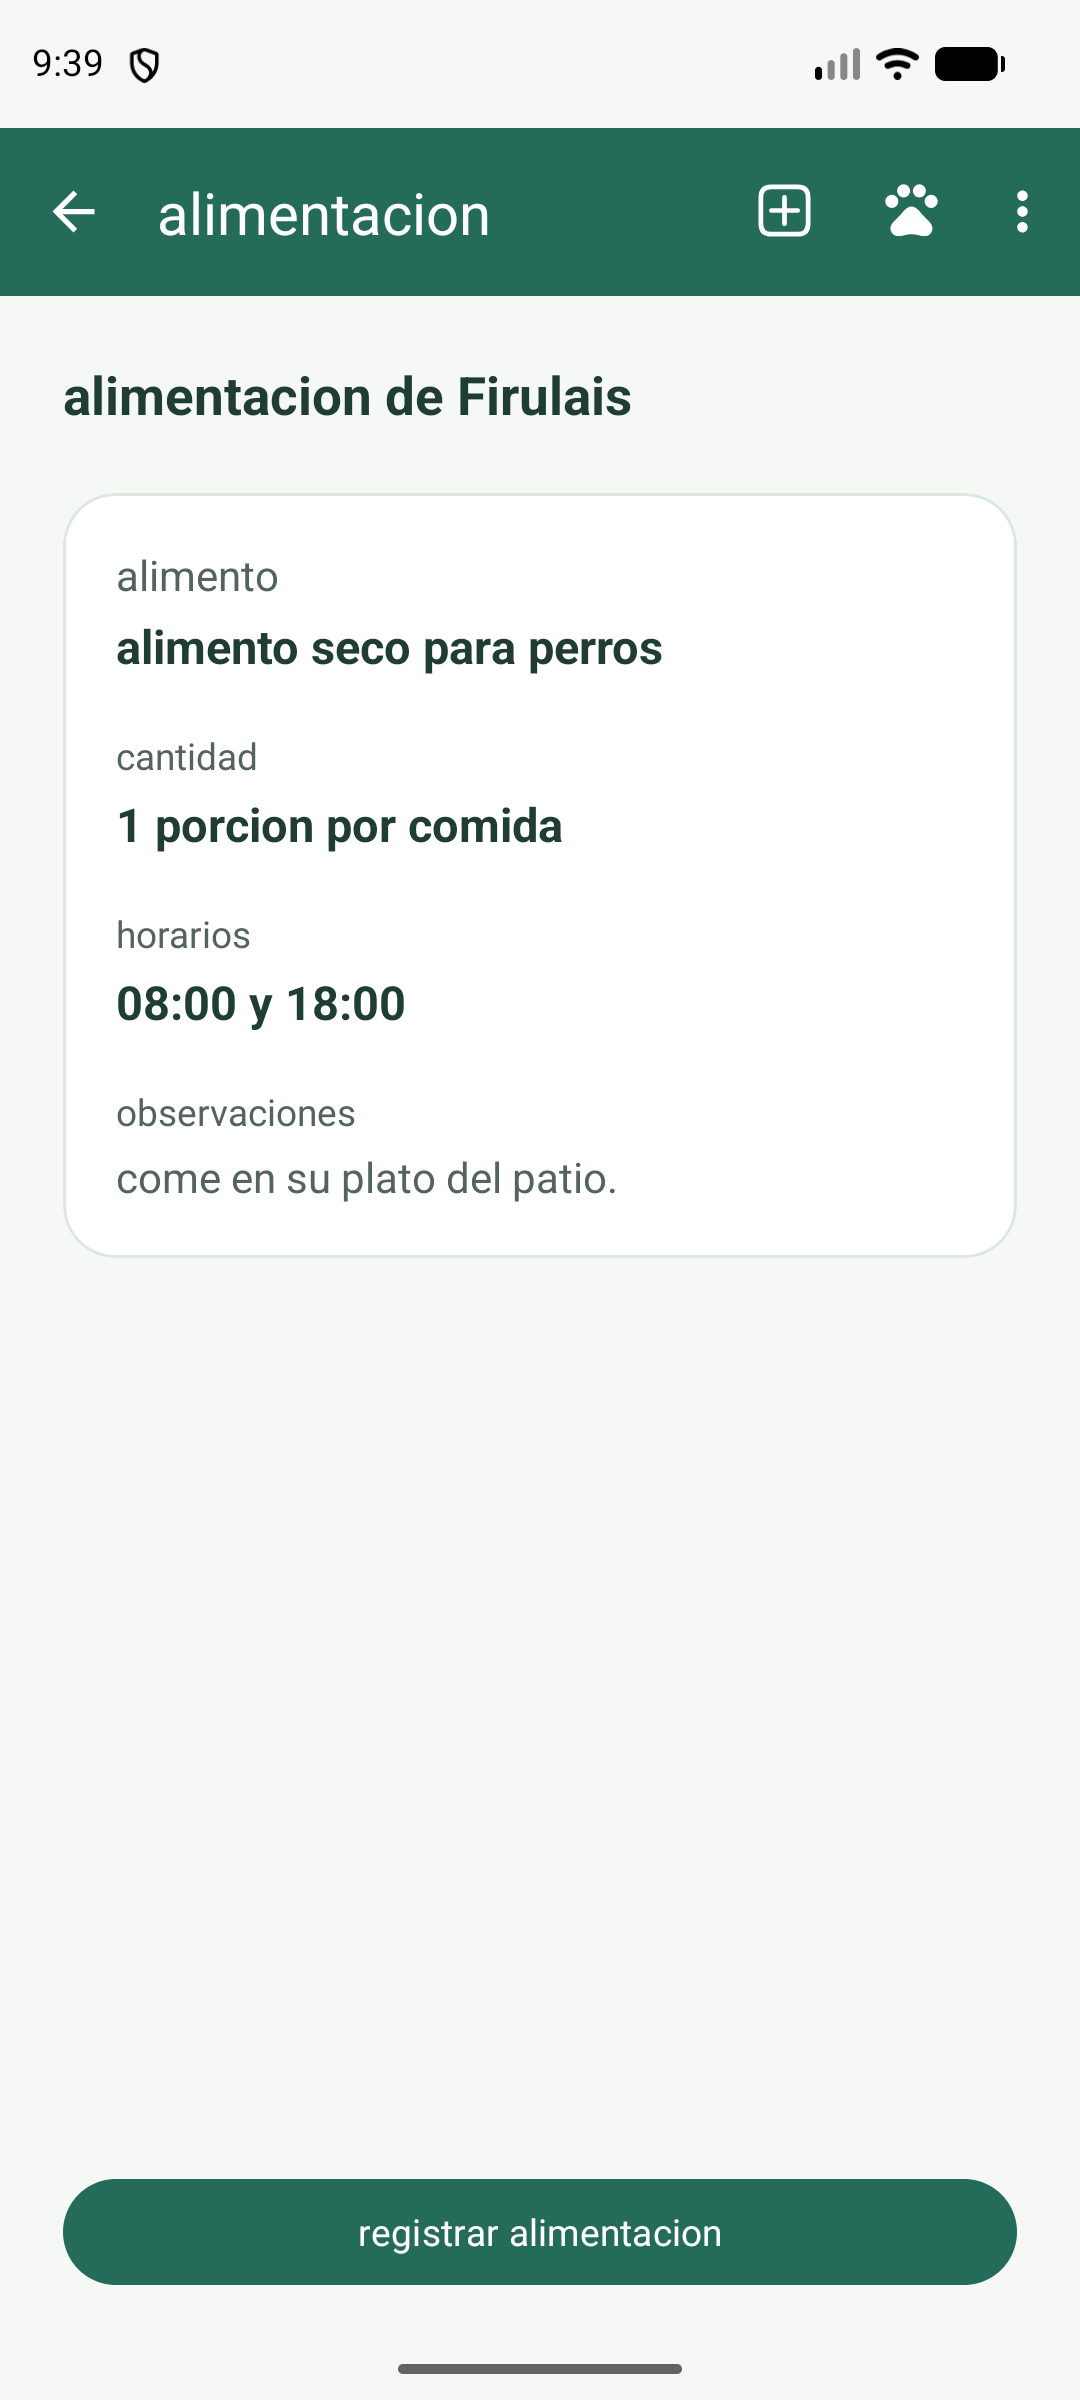 9:39
alimentacion
alimentacion de Firulais
alimento
alimento seco para perros
cantidad
1 porcion por comida
horarios
08:00 y 18:00
observaciones
come en su plato del patio.
registrar alimentacion